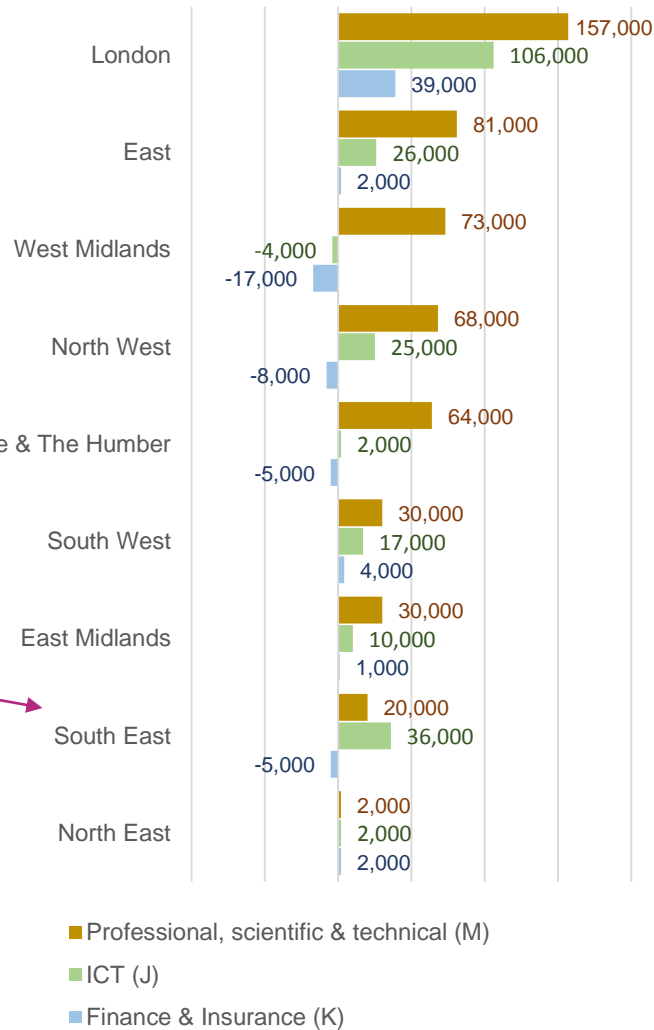 157,000
London
106,000
39,000
81,000
East
26,000
2,000
73,000
West Midlands
-4,000
-17,000
68,000
North West
25,000
-8,000
64,000
e & The Humber
2,000
-5,000
30,000
South West
17,000
4,000
30,000
East Midlands
10,000
1,000
20,000
South East
36,000
-5,000
2,000
North East
2,000
2,000
Professional, scientific & technical (M)
ICT (J)
Finance & Insurance (K)